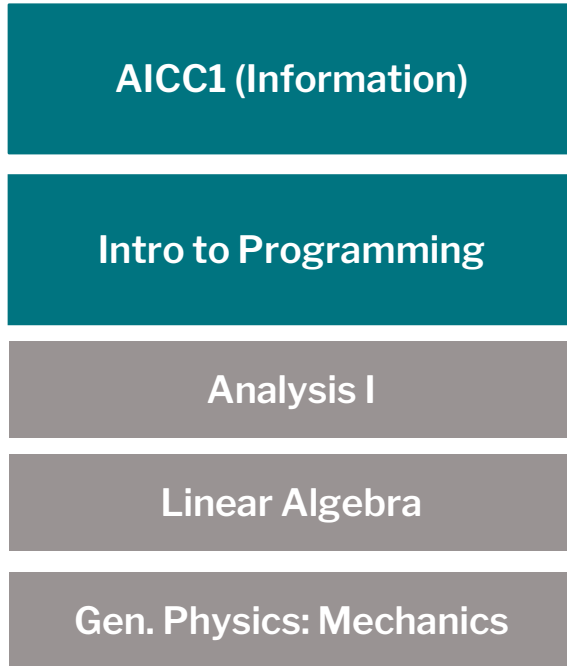 AICC1 (Information)
Intro to Programming
Analysis I
Linear Algebra
Gen. Physics: Mechanics